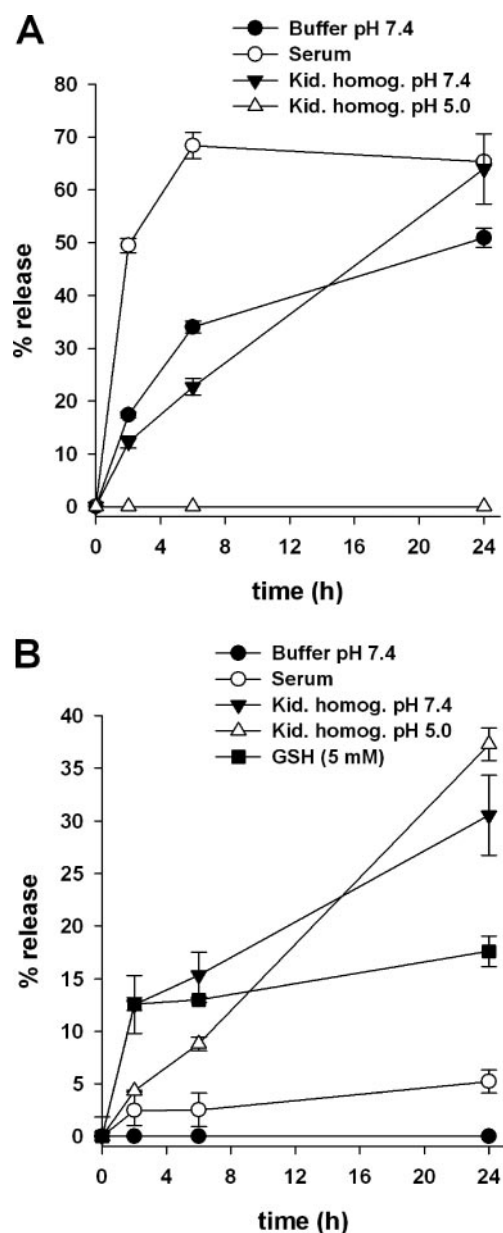 A
Buffer pH 7.4
Serum
Kid. homog. pH 7.4
Kid. homog. pH 5.0
80
70
60
50
40
30
20
10
0
% release
0 4 8 12 16 20 24
time (h)
B
Buffer pH 7.4
Serum
Kid. homog. pH 7.4
Kid. homog. pH 5.0
GSH (5 mM)
40
35
30
25
20
15
10
5
0
% release
0 4 8 12 16 20 24
time (h)